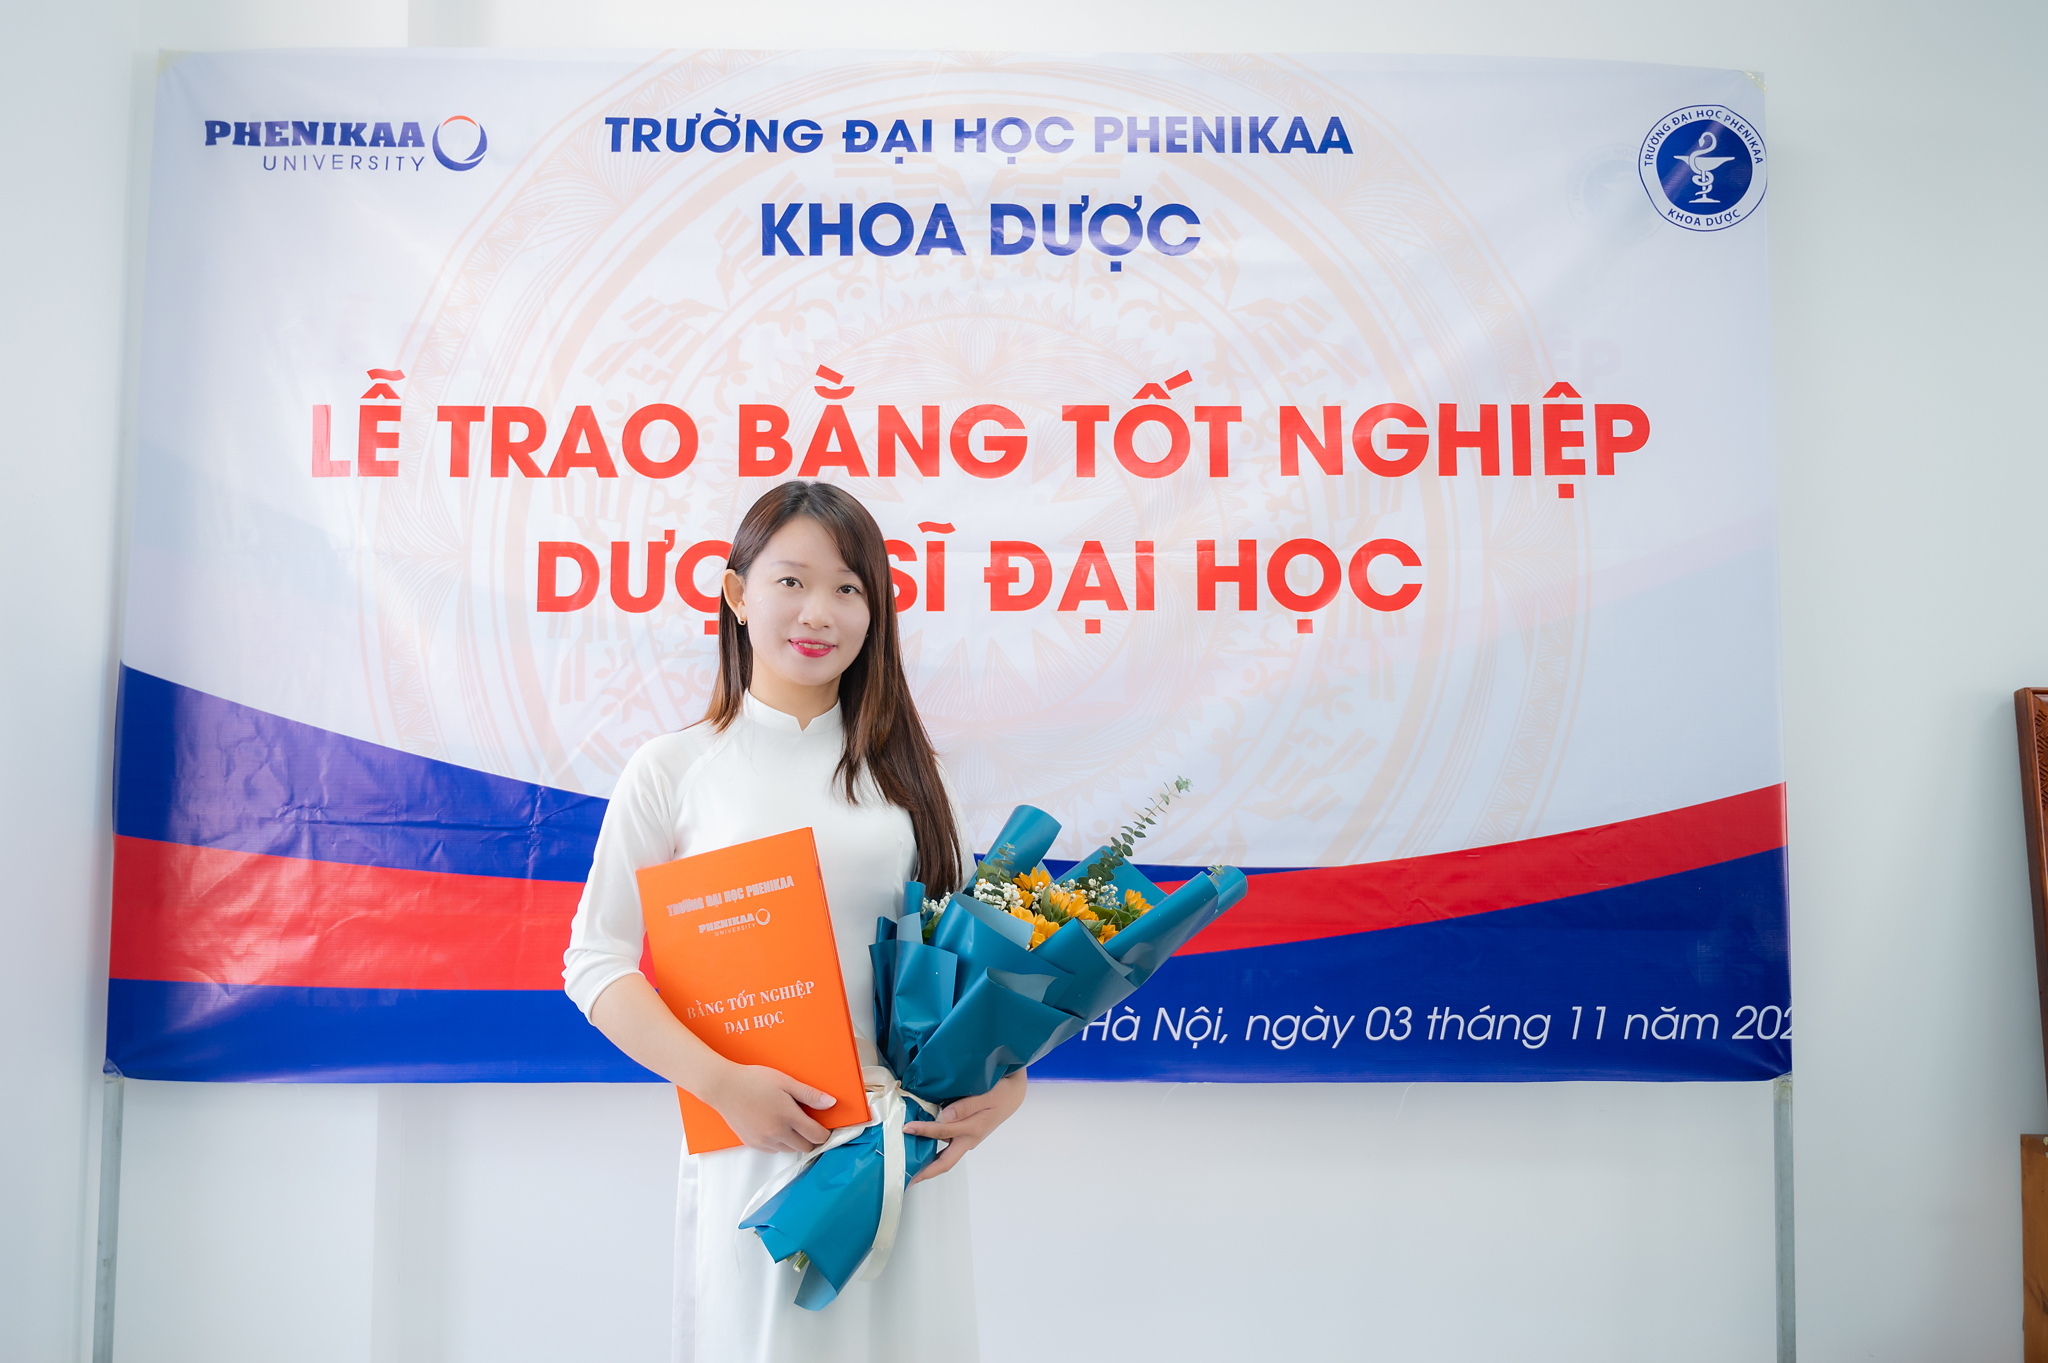 PHENIKAA
UNIVERSITY
TRƯỜNG ĐẠI HỌC PHENIKAA
KHOA DƯỢC
TRƯỜNG ĐẠI HỌC PHENIKAA
KHOA DƯỢC
LỄ TRAO BẰNG TỐT NGHIỆP
SĨ ĐẠI HỌC
Hà Nội, ngày 03 tháng 11 năm
TRƯỜNG ĐẠI HỌC PHENIKAA
PHENIKAA
UNIVERSITY
BẰNG TỐT NGHIỆP
ĐẠI HỌC